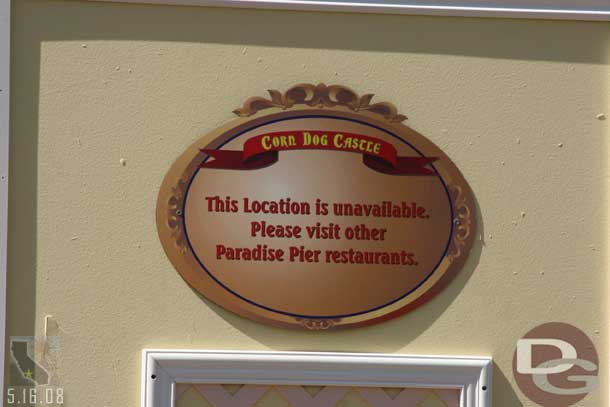 Corn Dog Castle
This Location is unavailable.
Please visit other
Paradise Pier restaurants.
5.16.08
DG